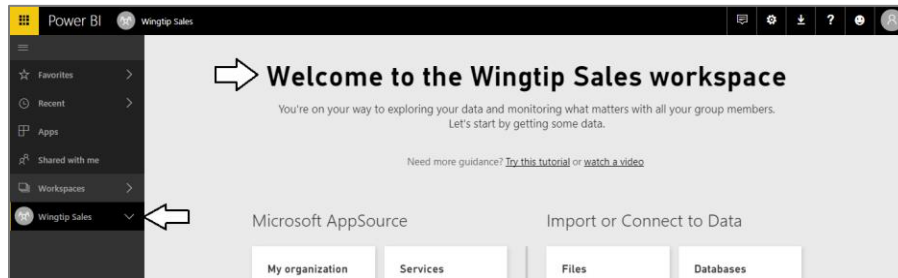 Power BI
Wingtip Sales
?
Favorites
Recent
Apps
Shared with me
Workspaces
Wingtip Sales
Welcome to the Wingtip Sales workspace
You're on your way to exploring your data and monitoring what matters with all your group members.
Let's start by getting some data.
Need more guidance? Try this tutorial or watch a video
Microsoft AppSource
Import or Connect to Data
My organization
Services
Files
Databases